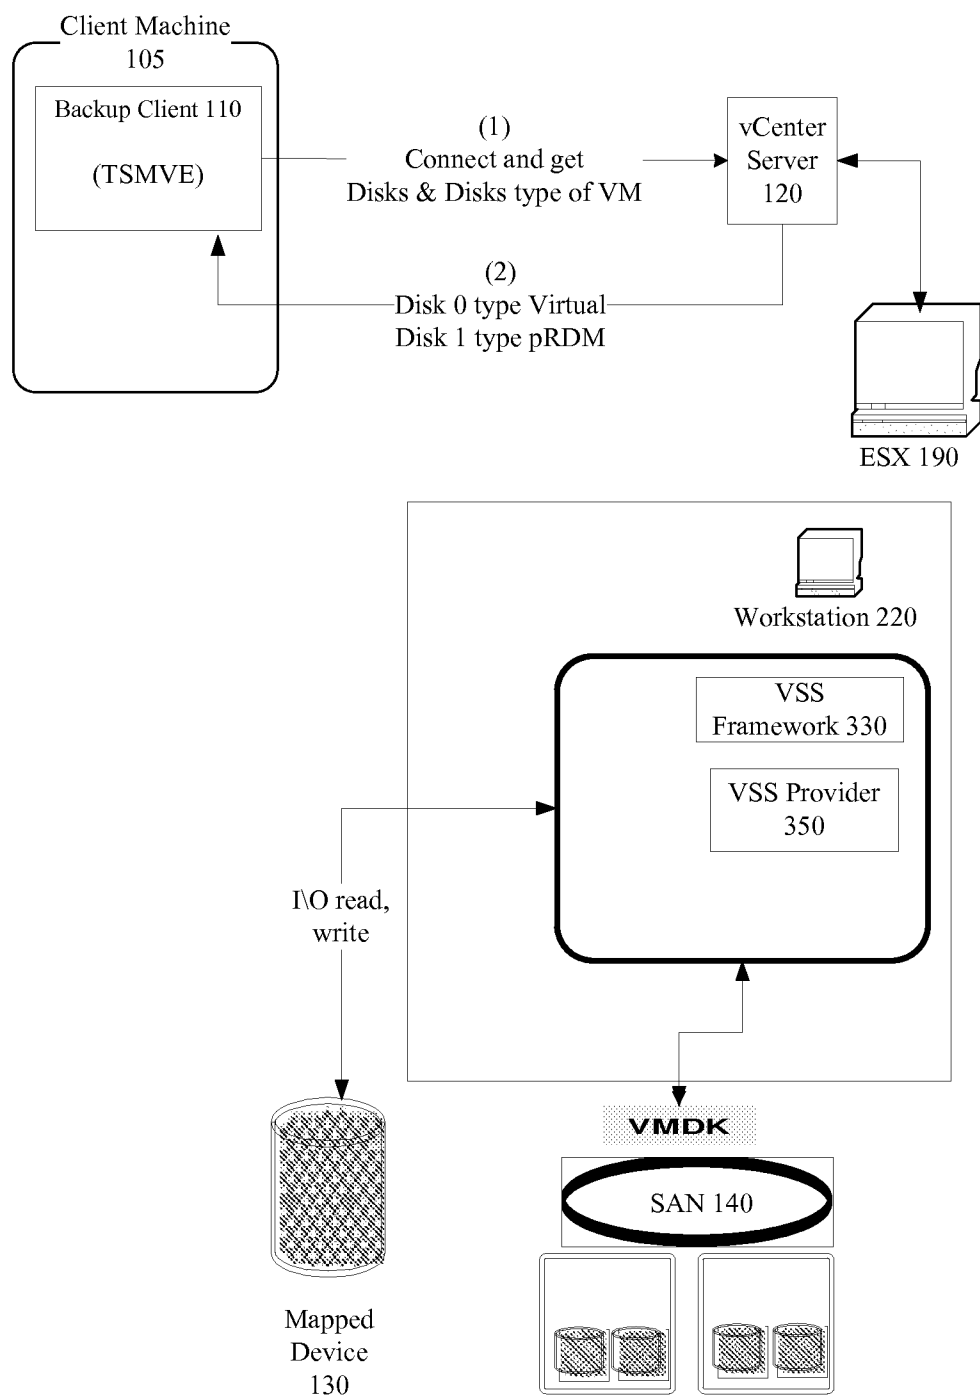 Client Machine
105
Backup Client 110
(TSMVE)
(1)
Connect and get
Disks & Disks type of VM
vCenter
Server
120
(2)
Disk 0 type Virtual
Disk 1 type pRDM
ESX 190
Workstation 220
VSS
Framework 330
VSS Provider
350
I\O read,
write
VMDK
SAN 140
Mapped
Device
130